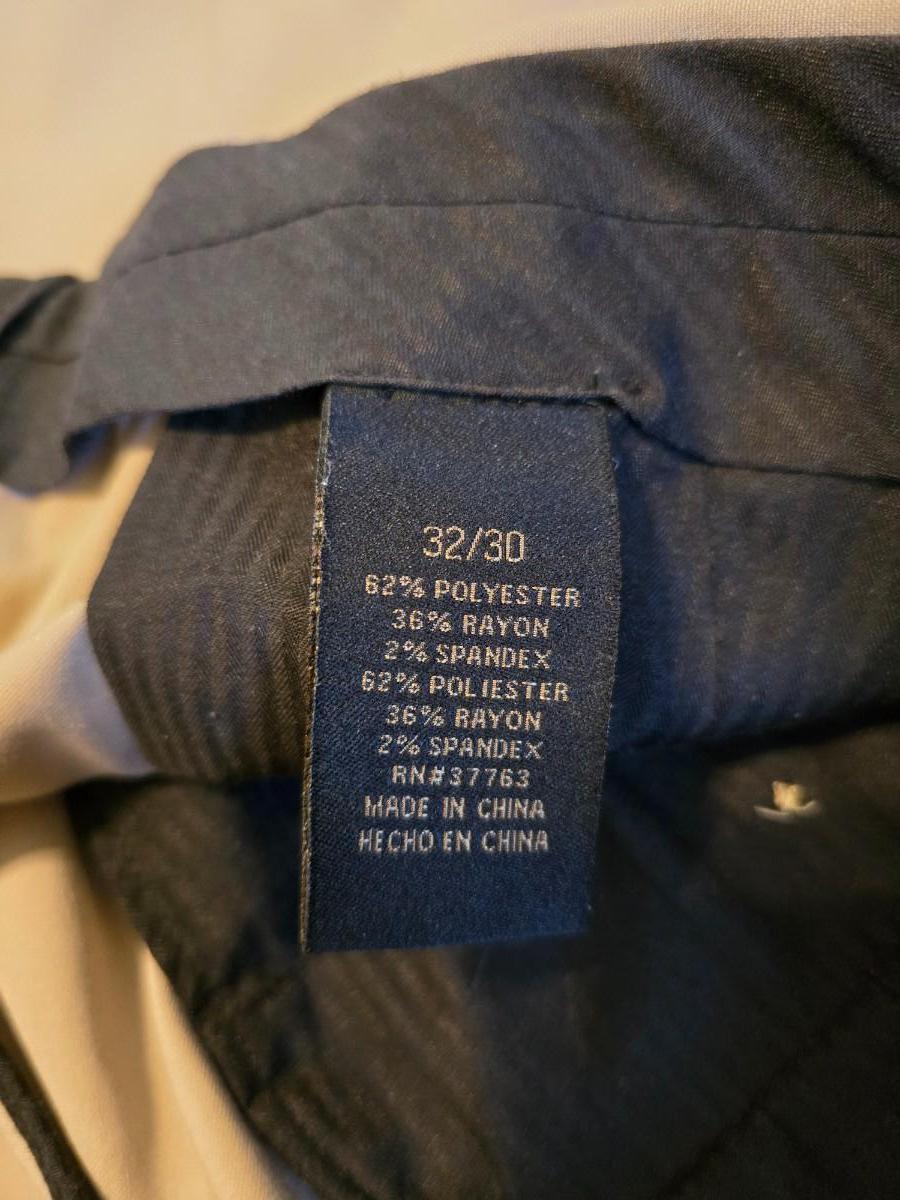 32/30
62% POLYESTER
36% RAYON
2% SPANDEX
62% POLIESTER
36% RAYON
2% SPANDEX
RN#37763
MADE IN CHINA
HECHO EN CHINA